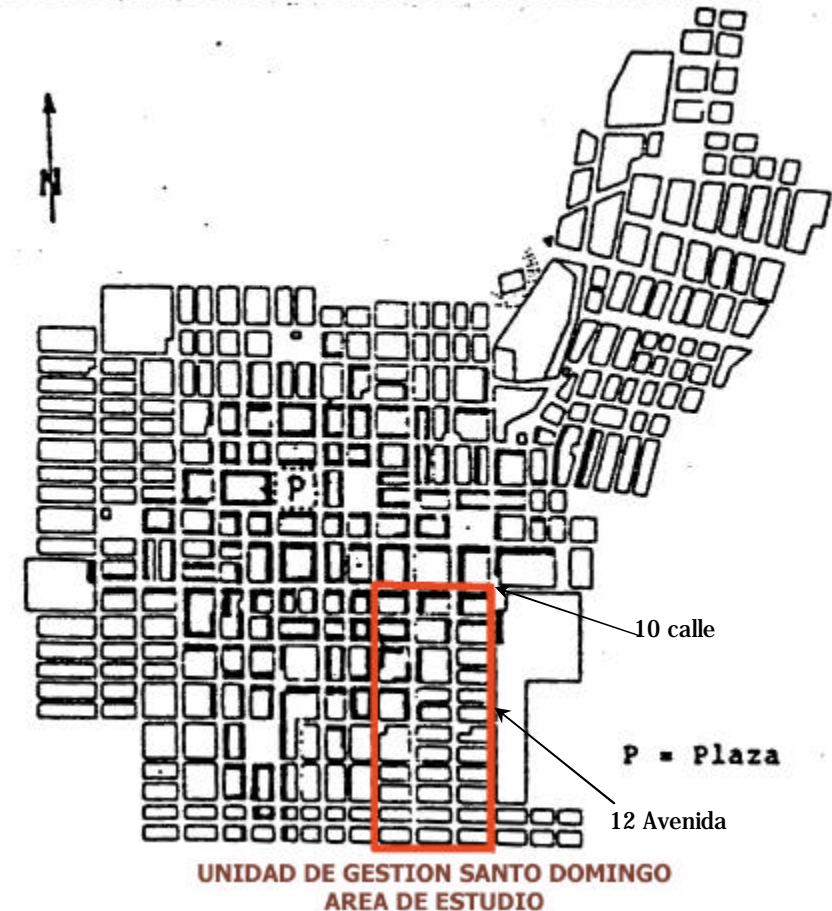 N
P
10 calle
P = Plaza
12 Avenida
UNIDAD DE GESTION SANTO DOMINGO
AREA DE ESTUDIO